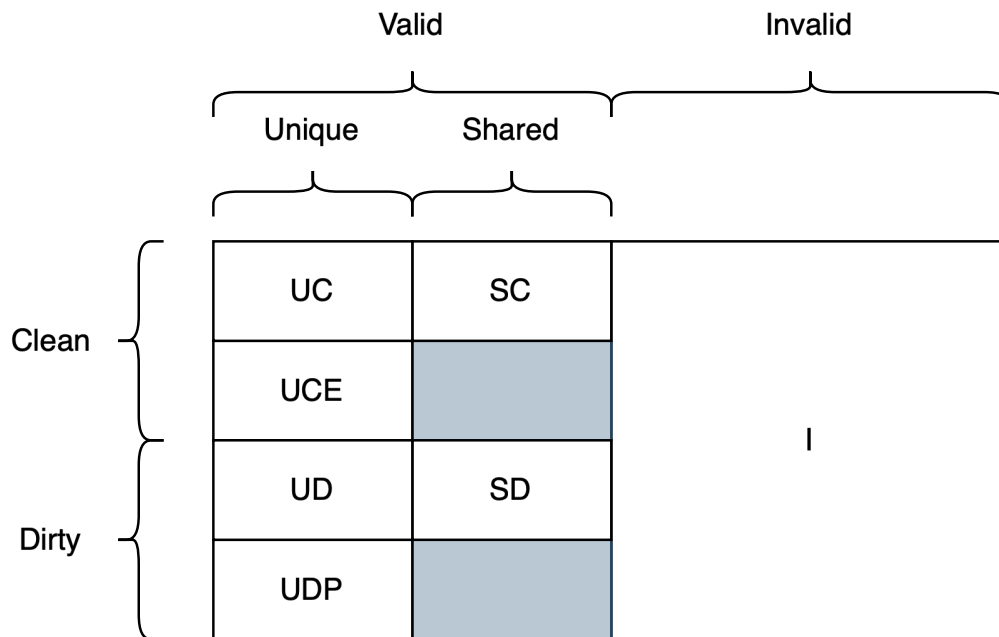 Valid
Invalid
Unique
Shared
Clean
UC
SC
UCE
I
UD
SD
Dirty
UDP